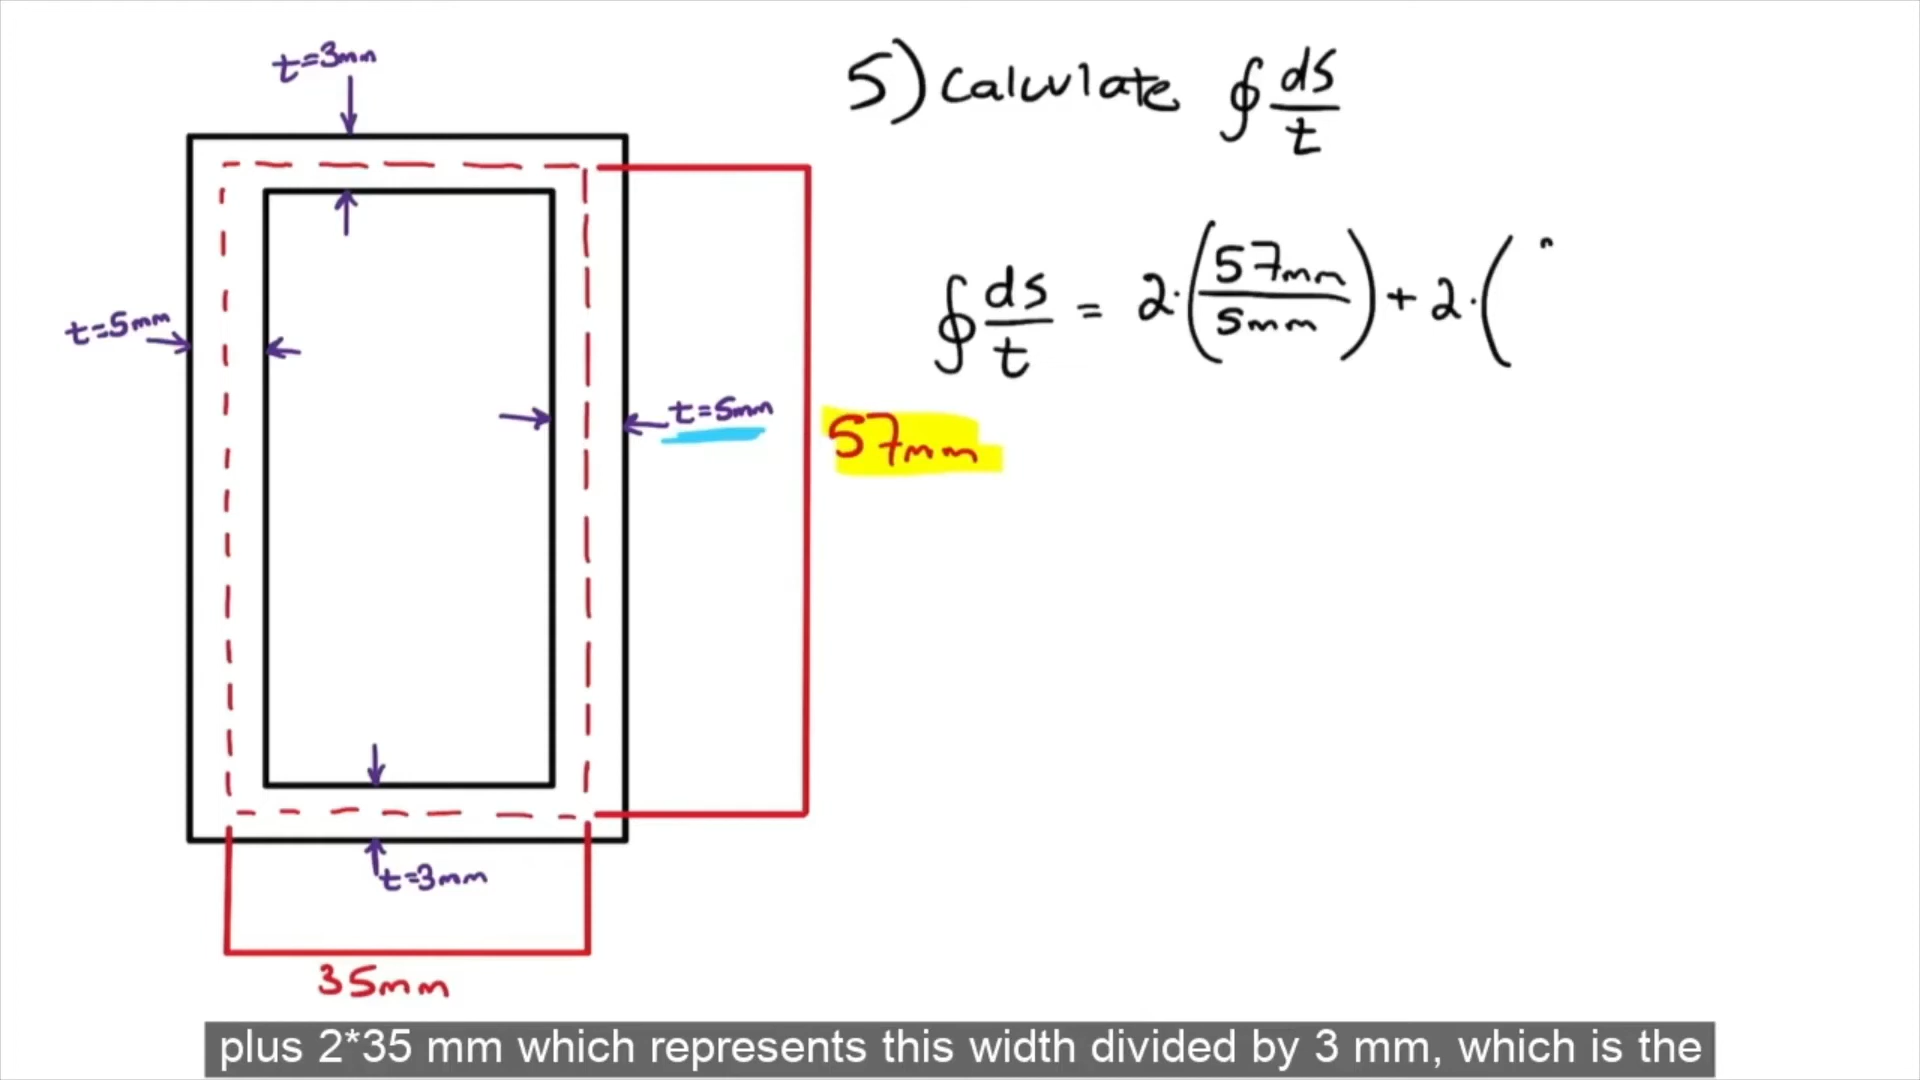 t=3mm
5) Calculate ∮ ds/t
∮ ds/t = 2·(57mm/5mm) + 2·(
t=5mm
t=5mm
57mm
t=3mm
35mm
plus 2*35 mm which represents this width divided by 3 mm, which is the